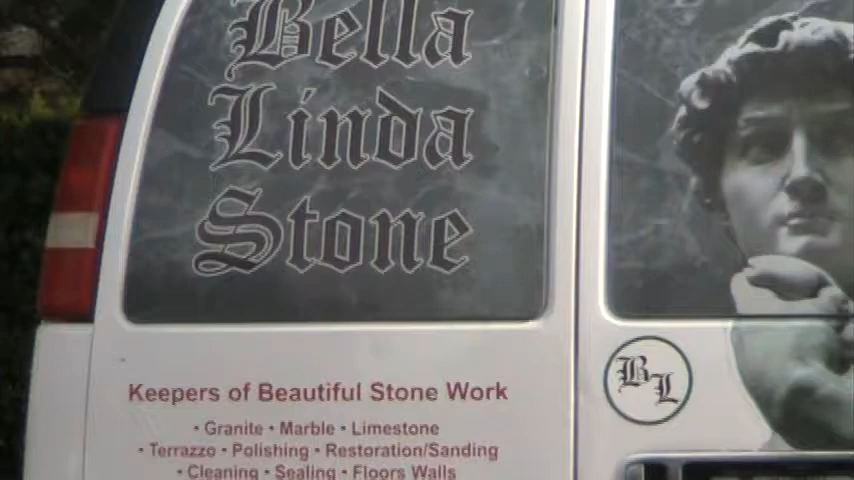 Bella
Linda
Stone
Keepers of Beautiful Stone Work
• Granite • Marble • Limestone
• Terrazzo • Polishing • Restoration/Sanding
• Cleaning • Sealing • Floors Walls
BL